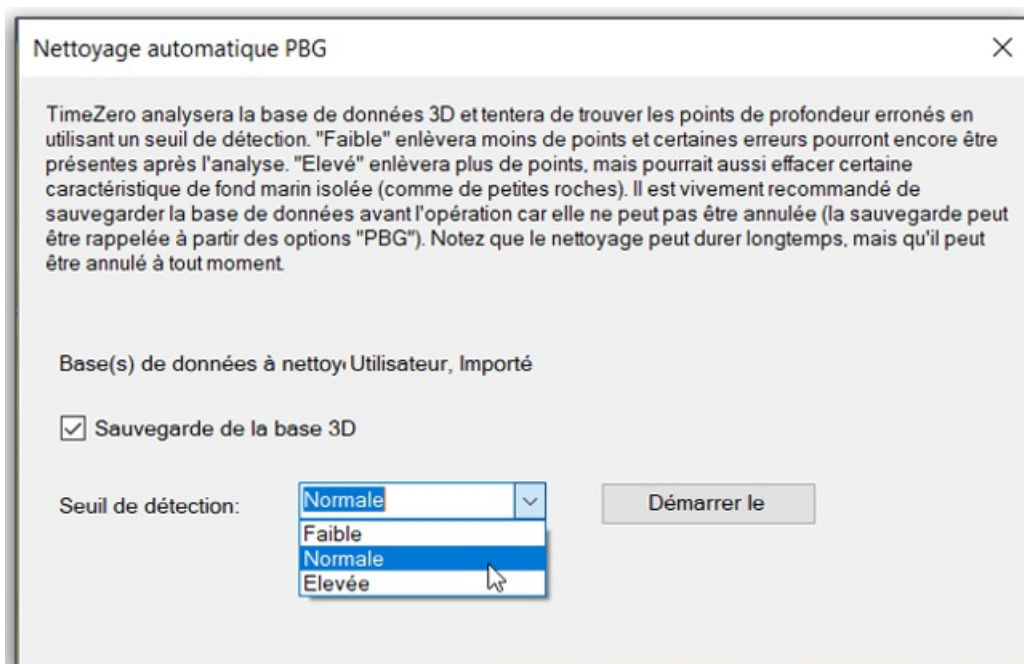 Nettoyage automatique PBG
TimeZero analysera la base de données 3D et tentera de trouver les points de profondeur erronés en
utilisant un seuil de détection. "Faible" enlèvera moins de points et certaines erreurs pourront encore être
présentes après l'analyse. "Elevé" enlèvera plus de points, mais pourrait aussi effacer certaine
caractéristique de fond marin isolée (comme de petites roches). Il est vivement recommandé de
sauvegarder la base de données avant l'opération car elle ne peut pas être annulée (la sauvegarde peut
être rappelée à partir des options "PBG"). Notez que le nettoyage peut durer longtemps, mais qu'il peut
être annulé à tout moment.
Base(s) de données à nettoy Utilisateur, Importé
Sauvegarde de la base 3D
Seuil de détection: Normale Démarrer le
Faible
Normale
Elevée